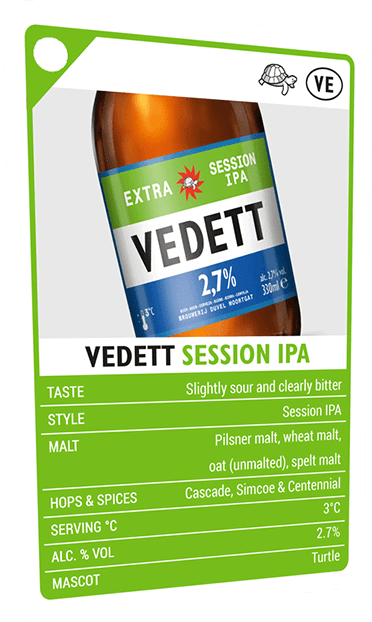 VE
EXTRA SESSION
IPA
VEDETT
2,7%
alc. 2,7% vol.
330ml e
3°C
BROUWERIJ DUVEL MOORTGAT
VEDETT SESSION IPA
TASTE Slightly sour and clearly bitter
STYLE Session IPA
MALT Pilsner malt, wheat malt,
oat (unmalted), spelt malt
HOPS & SPICES Cascade, Simcoe & Centennial
SERVING °C 3°C
ALC. % VOL 2.7%
MASCOT Turtle